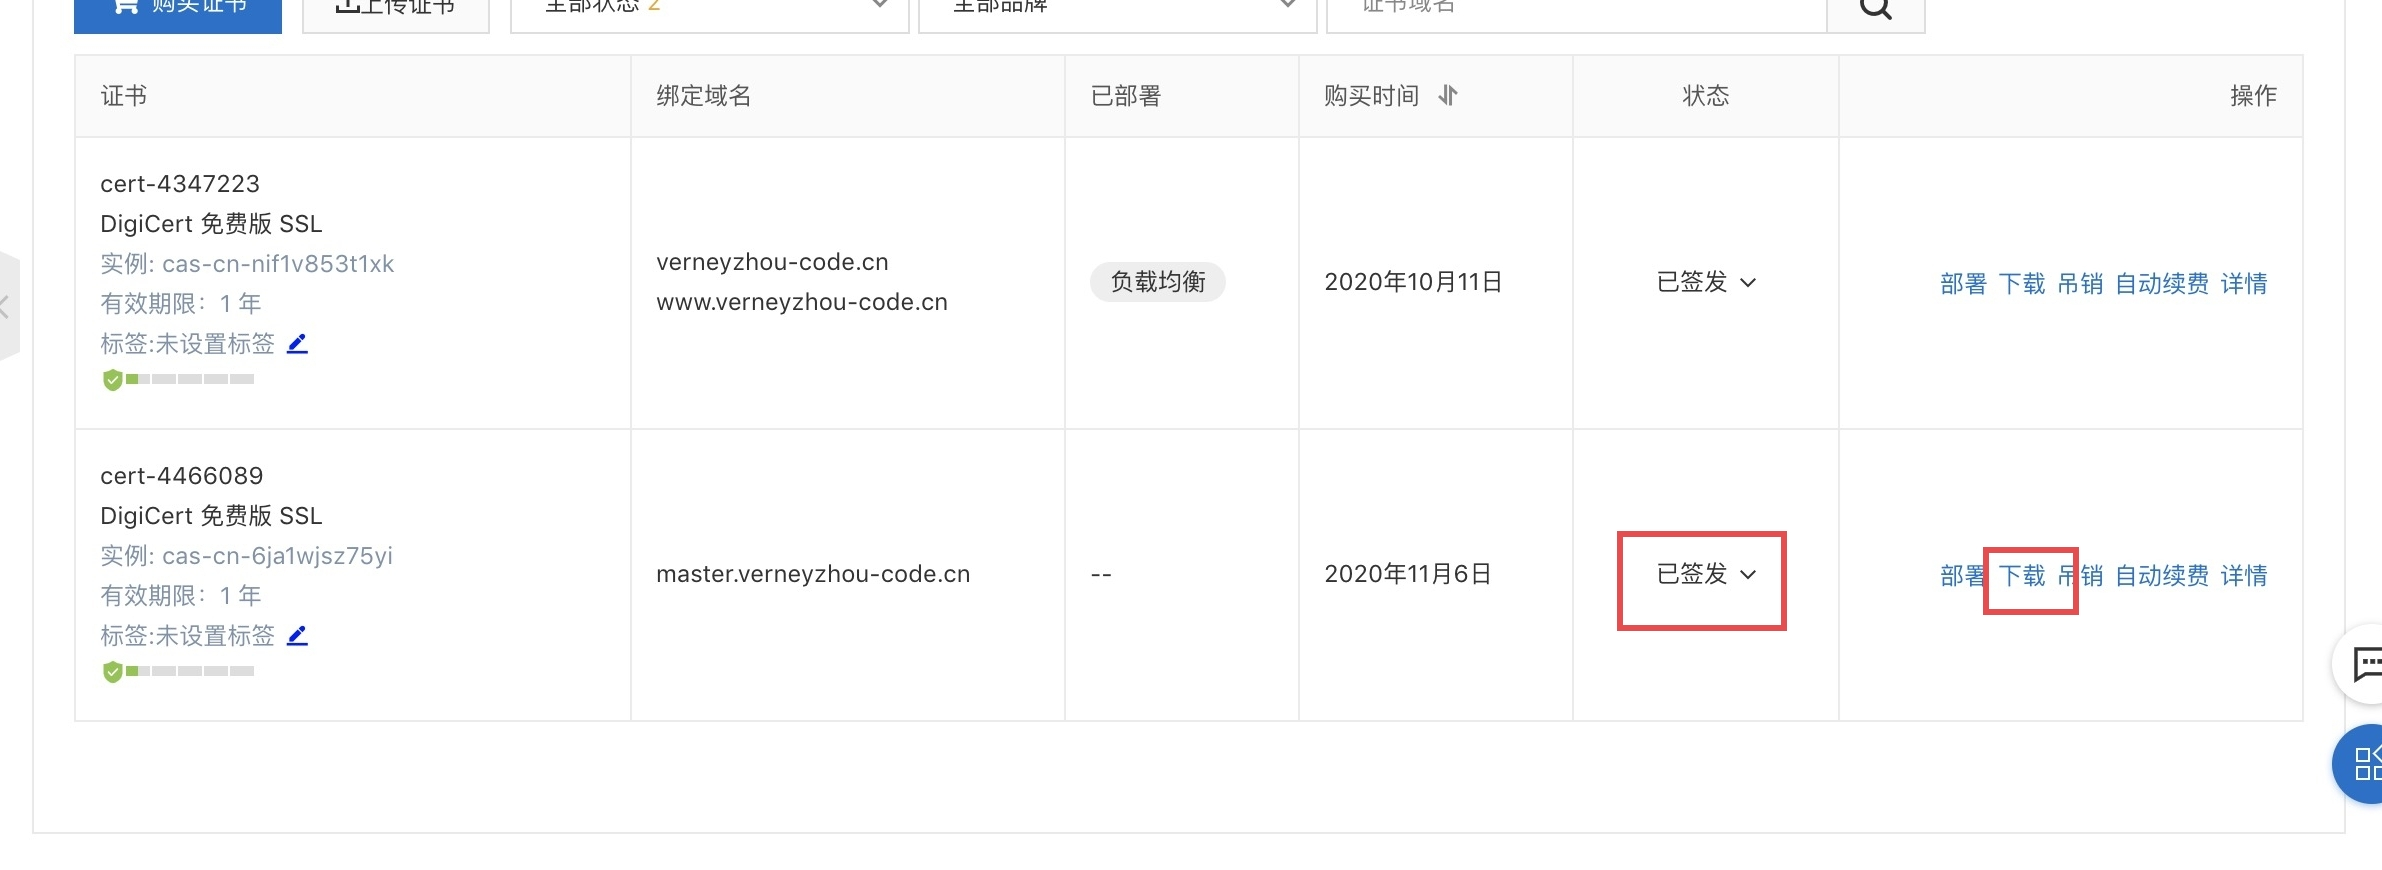 购买证书 上传证书 全部状态 2 全部品牌 证书域名
证书 绑定域名 已部署 购买时间 状态 操作
cert-4347223
DigiCert 免费版 SSL
实例: cas-cn-nif1v853t1xk
有效期限：1 年
标签:未设置标签
verneyzhou-code.cn
www.verneyzhou-code.cn
负载均衡
2020年10月11日
已签发
部署 下载 吊销 自动续费 详情
cert-4466089
DigiCert 免费版 SSL
实例: cas-cn-6ja1wjsz75yi
有效期限：1 年
标签:未设置标签
master.verneyzhou-code.cn
--
2020年11月6日
已签发
部署 下载 吊销 自动续费 详情